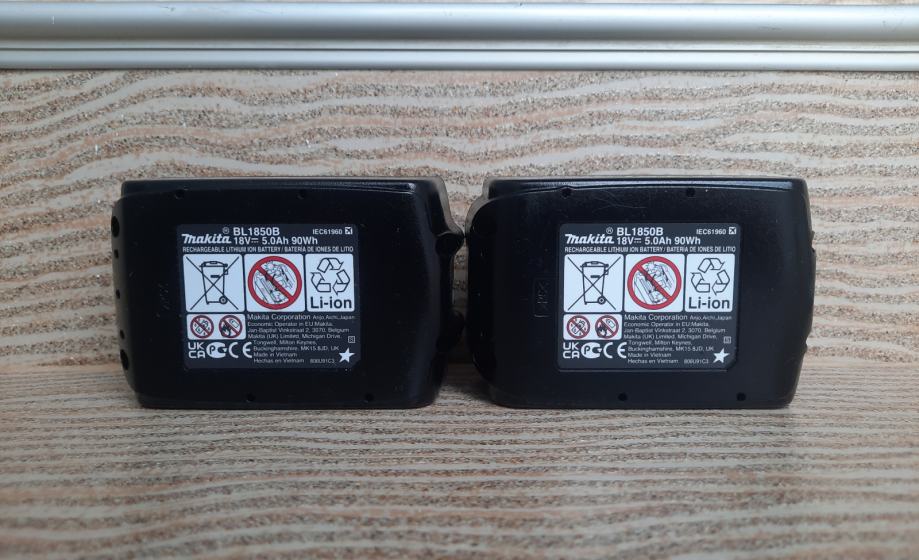 makita® BL1850B IEC61960
18V 5.0Ah 90Wh
RECHARGEABLE LITHIUM ION BATTERY / BATERÍA DE IONES DE LITIO
Li-ion
Makita Corporation Anjo, Aichi, Japan
Economic Operator in EU: Makita,
Jan-Baptist Vinkstraat 2, 3070, Belgium
Makita (UK) Limited, Michigan Drive,
Tongwell, Milton Keynes,
Buckinghamshire, MK15 8JD, UK
UK CA CE
Made in Vietnam
Hechas en Vietnam 806U91C3
makita® BL1850B IEC61960
18V 5.0Ah 90Wh
RECHARGEABLE LITHIUM ION BATTERY / BATERÍA DE IONES DE LITIO
Li-ion
Makita Corporation Anjo, Aichi, Japan
Economic Operator in EU: Makita,
Jan-Baptist Vinkstraat 2, 3070, Belgium
Makita (UK) Limited, Michigan Drive,
Tongwell, Milton Keynes,
Buckinghamshire, MK15 8JD, UK
UK CA CE
Made in Vietnam
Hechas en Vietnam 806U91C3